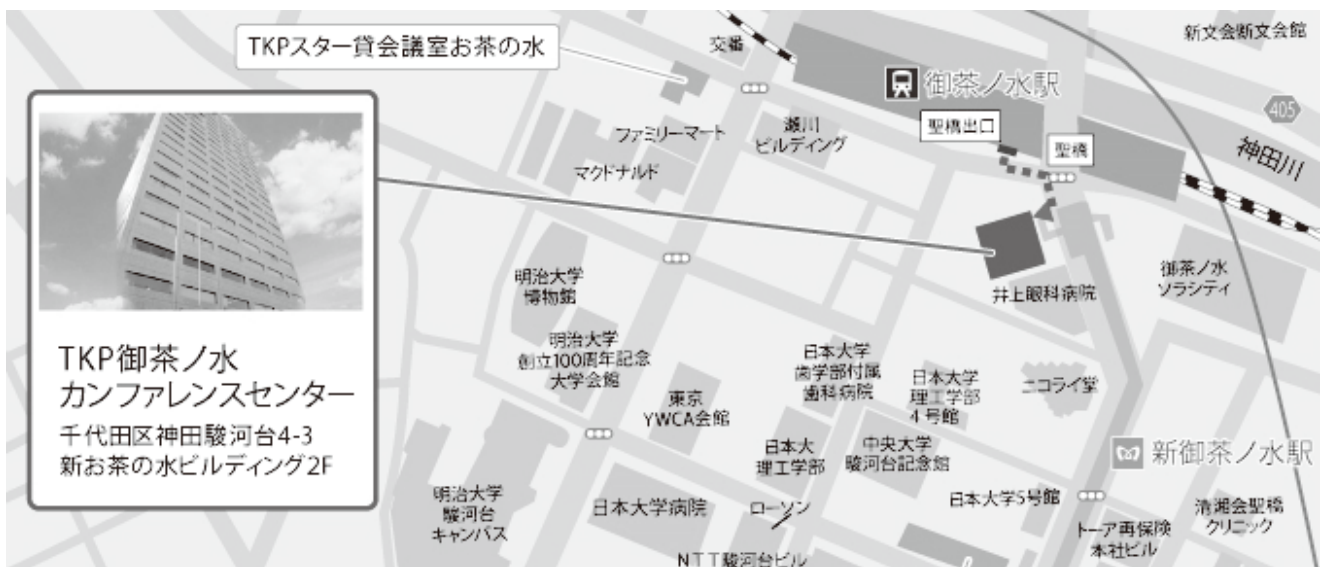 TKPスター貸会議室お茶の水
交番
新文会断文会館
御茶ノ水駅
405
聖橋出口
聖橋
神田川
ファミリーマート
瀬川
ビルディング
マクドナルド
明治大学
博物館
井上眼科病院
御茶ノ水
ソラシティ
TKP御茶ノ水
カンファレンスセンター
千代田区神田駿河台4-3
新お茶の水ビルディング2F
明治大学
創立100周年記念
大学会館
東京
YWCA会館
日本大学
歯学部付属
歯科病院
日本大学
理工学部
4号館
ニコライ堂
日本大
理工学部
中央大学
駿河台記念館
新御茶ノ水駅
明治大学
駿河台
キャンパス
日本大学病院
ローソン
日本大学5号館
トーア再保険
本社ビル
清湘会聖橋
クリニック
NTT駿河台ビル